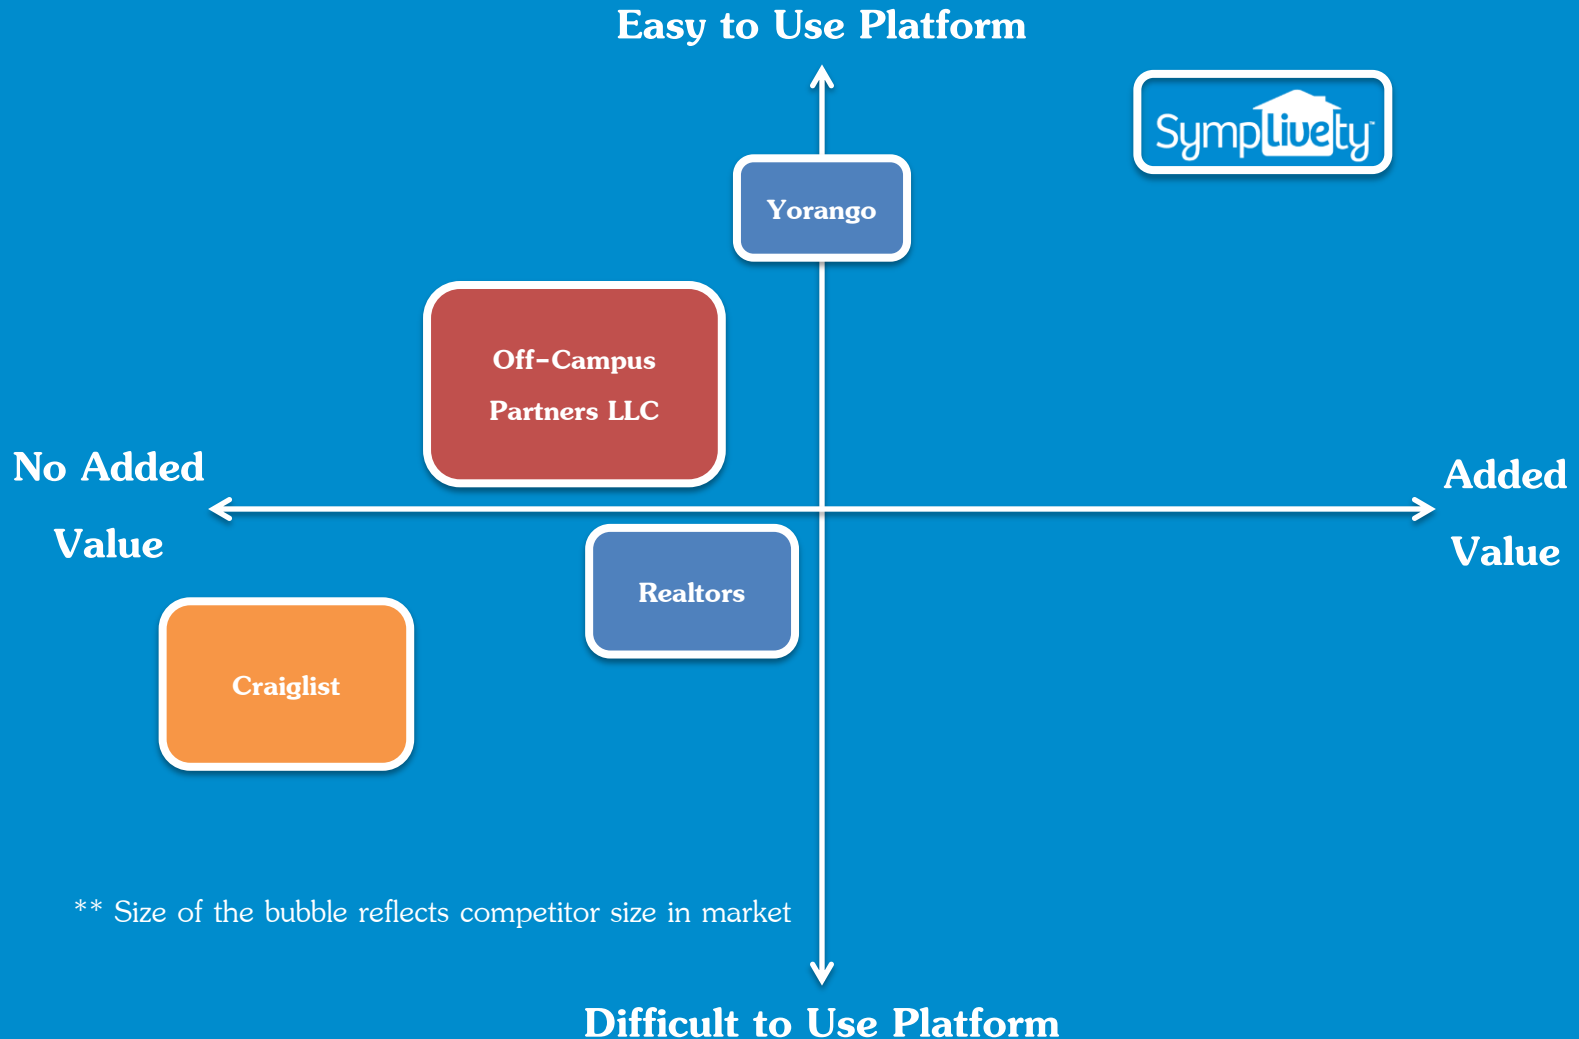 Easy to Use Platform
Symplivety™
Yorango
Off-Campus
Partners LLC
No Added
Value
Added
Value
Realtors
Craiglist
** Size of the bubble reflects competitor size in market
Difficult to Use Platform